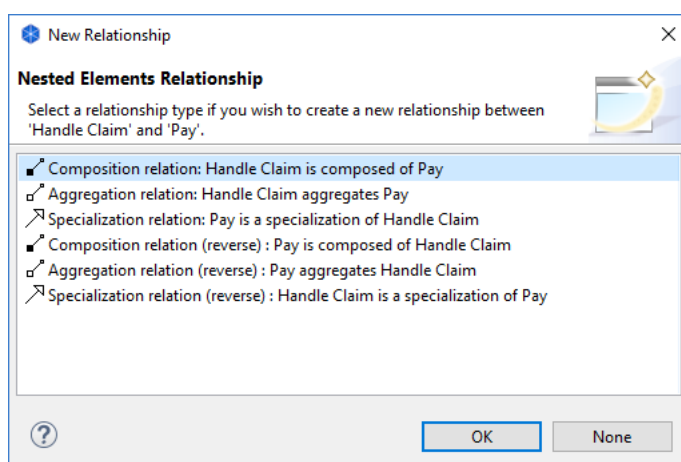 New Relationship
Nested Elements Relationship
Select a relationship type if you wish to create a new relationship between
'Handle Claim' and 'Pay'.
Composition relation: Handle Claim is composed of Pay
Aggregation relation: Handle Claim aggregates Pay
Specialization relation: Pay is a specialization of Handle Claim
Composition relation (reverse) : Pay is composed of Handle Claim
Aggregation relation (reverse) : Pay aggregates Handle Claim
Specialization relation (reverse) : Handle Claim is a specialization of Pay
?
OK
None